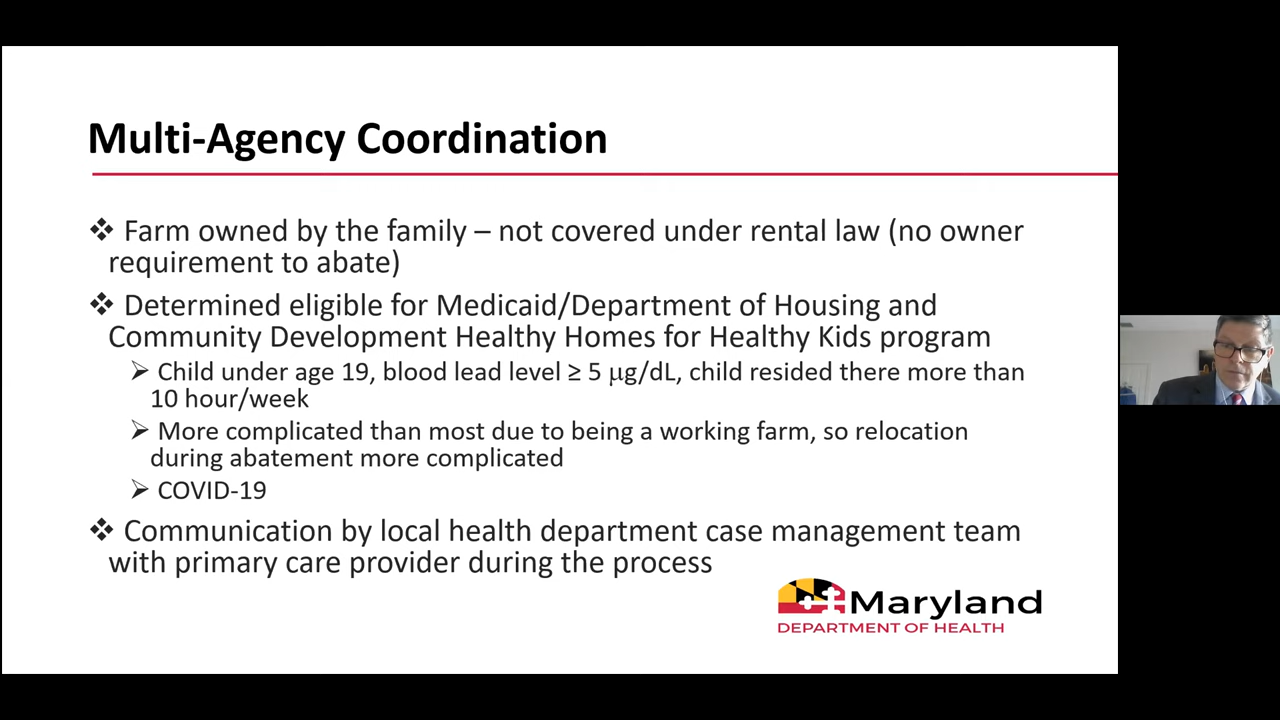 Multi-Agency Coordination
❖ Farm owned by the family – not covered under rental law (no owner
requirement to abate)
❖ Determined eligible for Medicaid/Department of Housing and
Community Development Healthy Homes for Healthy Kids program
➢ Child under age 19, blood lead level ≥ 5 μg/dL, child resided there more than
10 hour/week
➢ More complicated than most due to being a working farm, so relocation
during abatement more complicated
➢ COVID-19
❖ Communication by local health department case management team
with primary care provider during the process
Maryland
DEPARTMENT OF HEALTH